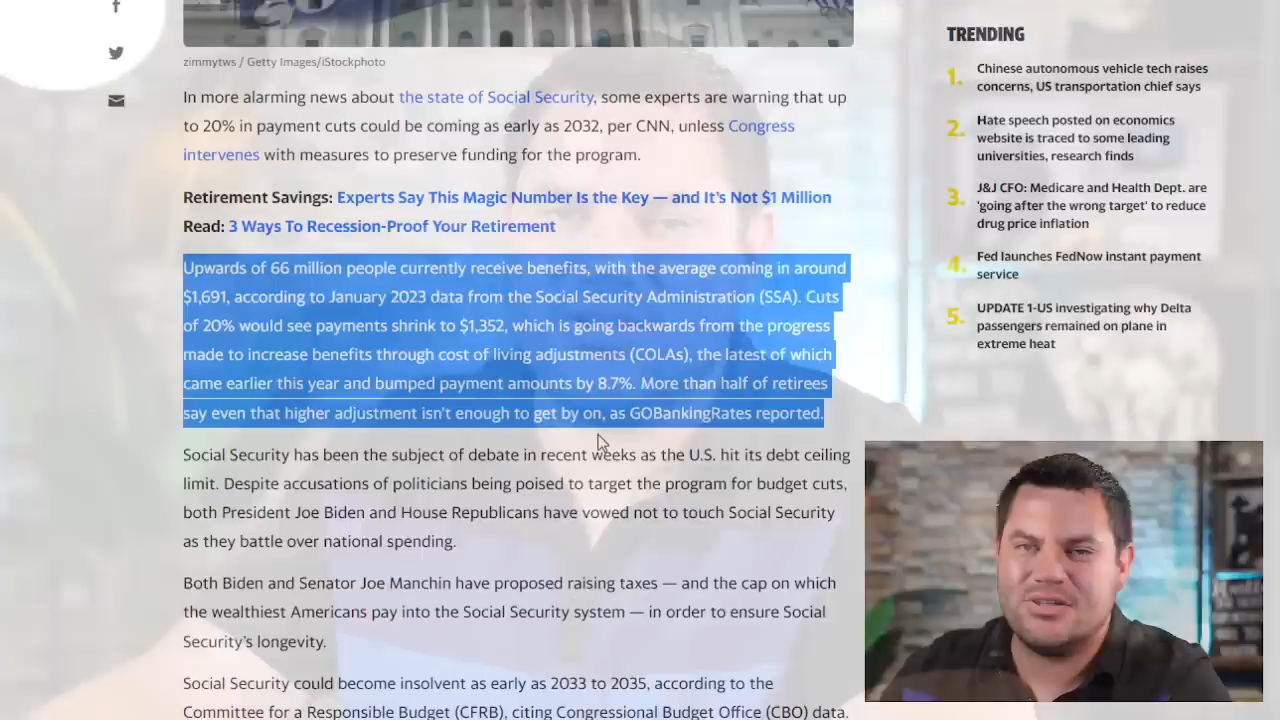 zimmytws / Getty Images/iStockphoto
In more alarming news about the state of Social Security, some experts are warning that up
to 20% in payment cuts could be coming as early as 2032, per CNN, unless Congress
intervenes with measures to preserve funding for the program.
Retirement Savings: Experts Say This Magic Number Is the Key — and It's Not $1 Million
Read: 3 Ways To Recession-Proof Your Retirement
Upwards of 66 million people currently receive benefits, with the average coming in around
$1,691, according to January 2023 data from the Social Security Administration (SSA). Cuts
of 20% would see payments shrink to $1,352, which is going backwards from the progress
made to increase benefits through cost of living adjustments (COLAs), the latest of which
came earlier this year and bumped payment amounts by 8.7%. More than half of retirees
say even that higher adjustment isn't enough to get by on, as GOBankingRates reported.
Social Security has been the subject of debate in recent weeks as the U.S. hit its debt ceiling
limit. Despite accusations of politicians being poised to target the program for budget cuts,
both President Joe Biden and House Republicans have vowed not to touch Social Security
as they battle over national spending.
Both Biden and Senator Joe Manchin have proposed raising taxes — and the cap on which
the wealthiest Americans pay into the Social Security system — in order to ensure Social
Security's longevity.
Social Security could become insolvent as early as 2033 to 2035, according to the
Committee for a Responsible Budget (CFRB), citing Congressional Budget Office (CBO) data.
TRENDING
1. Chinese autonomous vehicle tech raises
concerns, US transportation chief says
2. Hate speech posted on economics
website is traced to some leading
universities, research finds
3. J&J CFO: Medicare and Health Dept. are
'going after the wrong target' to reduce
drug price inflation
4. Fed launches FedNow instant payment
service
5. UPDATE 1-US investigating why Delta
passengers remained on plane in
extreme heat